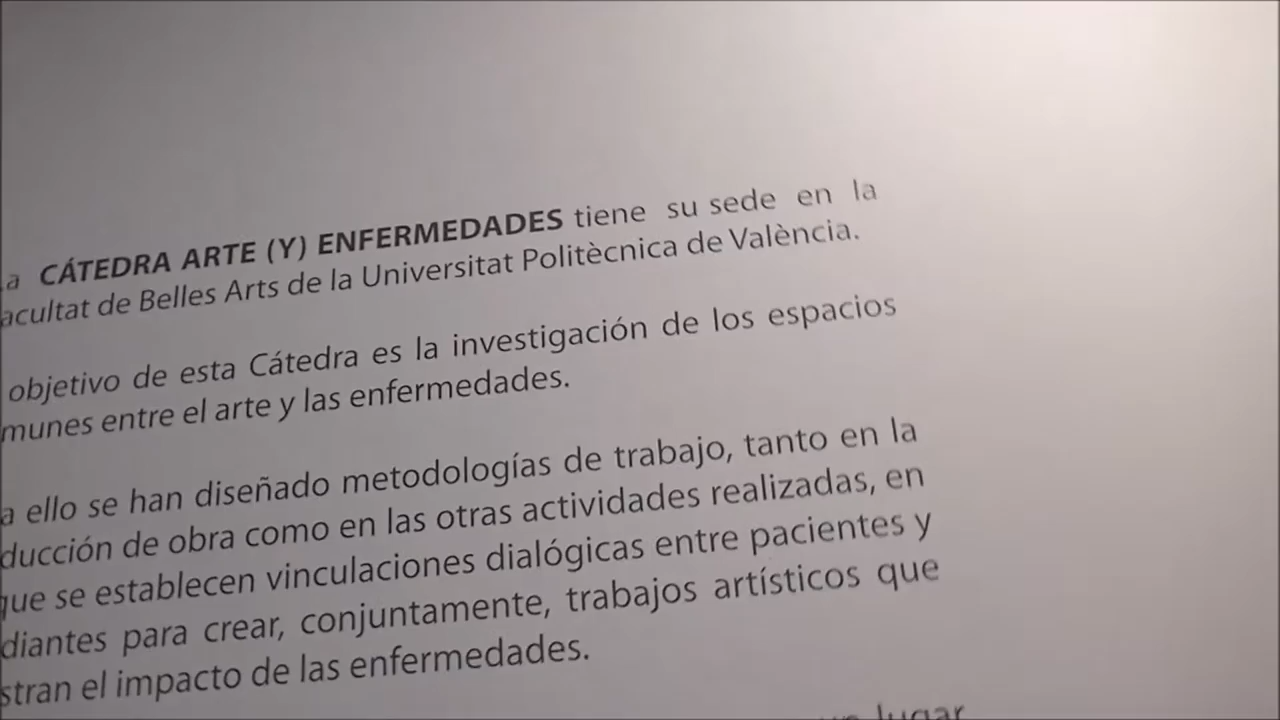 La CÁTEDRA ARTE (Y) ENFERMEDADES tiene su sede en la
acultat de Belles Arts de la Universitat Politècnica de València.
objetivo de esta Cátedra es la investigación de los espacios
munes entre el arte y las enfermedades.
a ello se han diseñado metodologías de trabajo, tanto en la
ducción de obra como en las otras actividades realizadas, en
que se establecen vinculaciones dialógicas entre pacientes y
diantes para crear, conjuntamente, trabajos artísticos que
stran el impacto de las enfermedades.
lugar